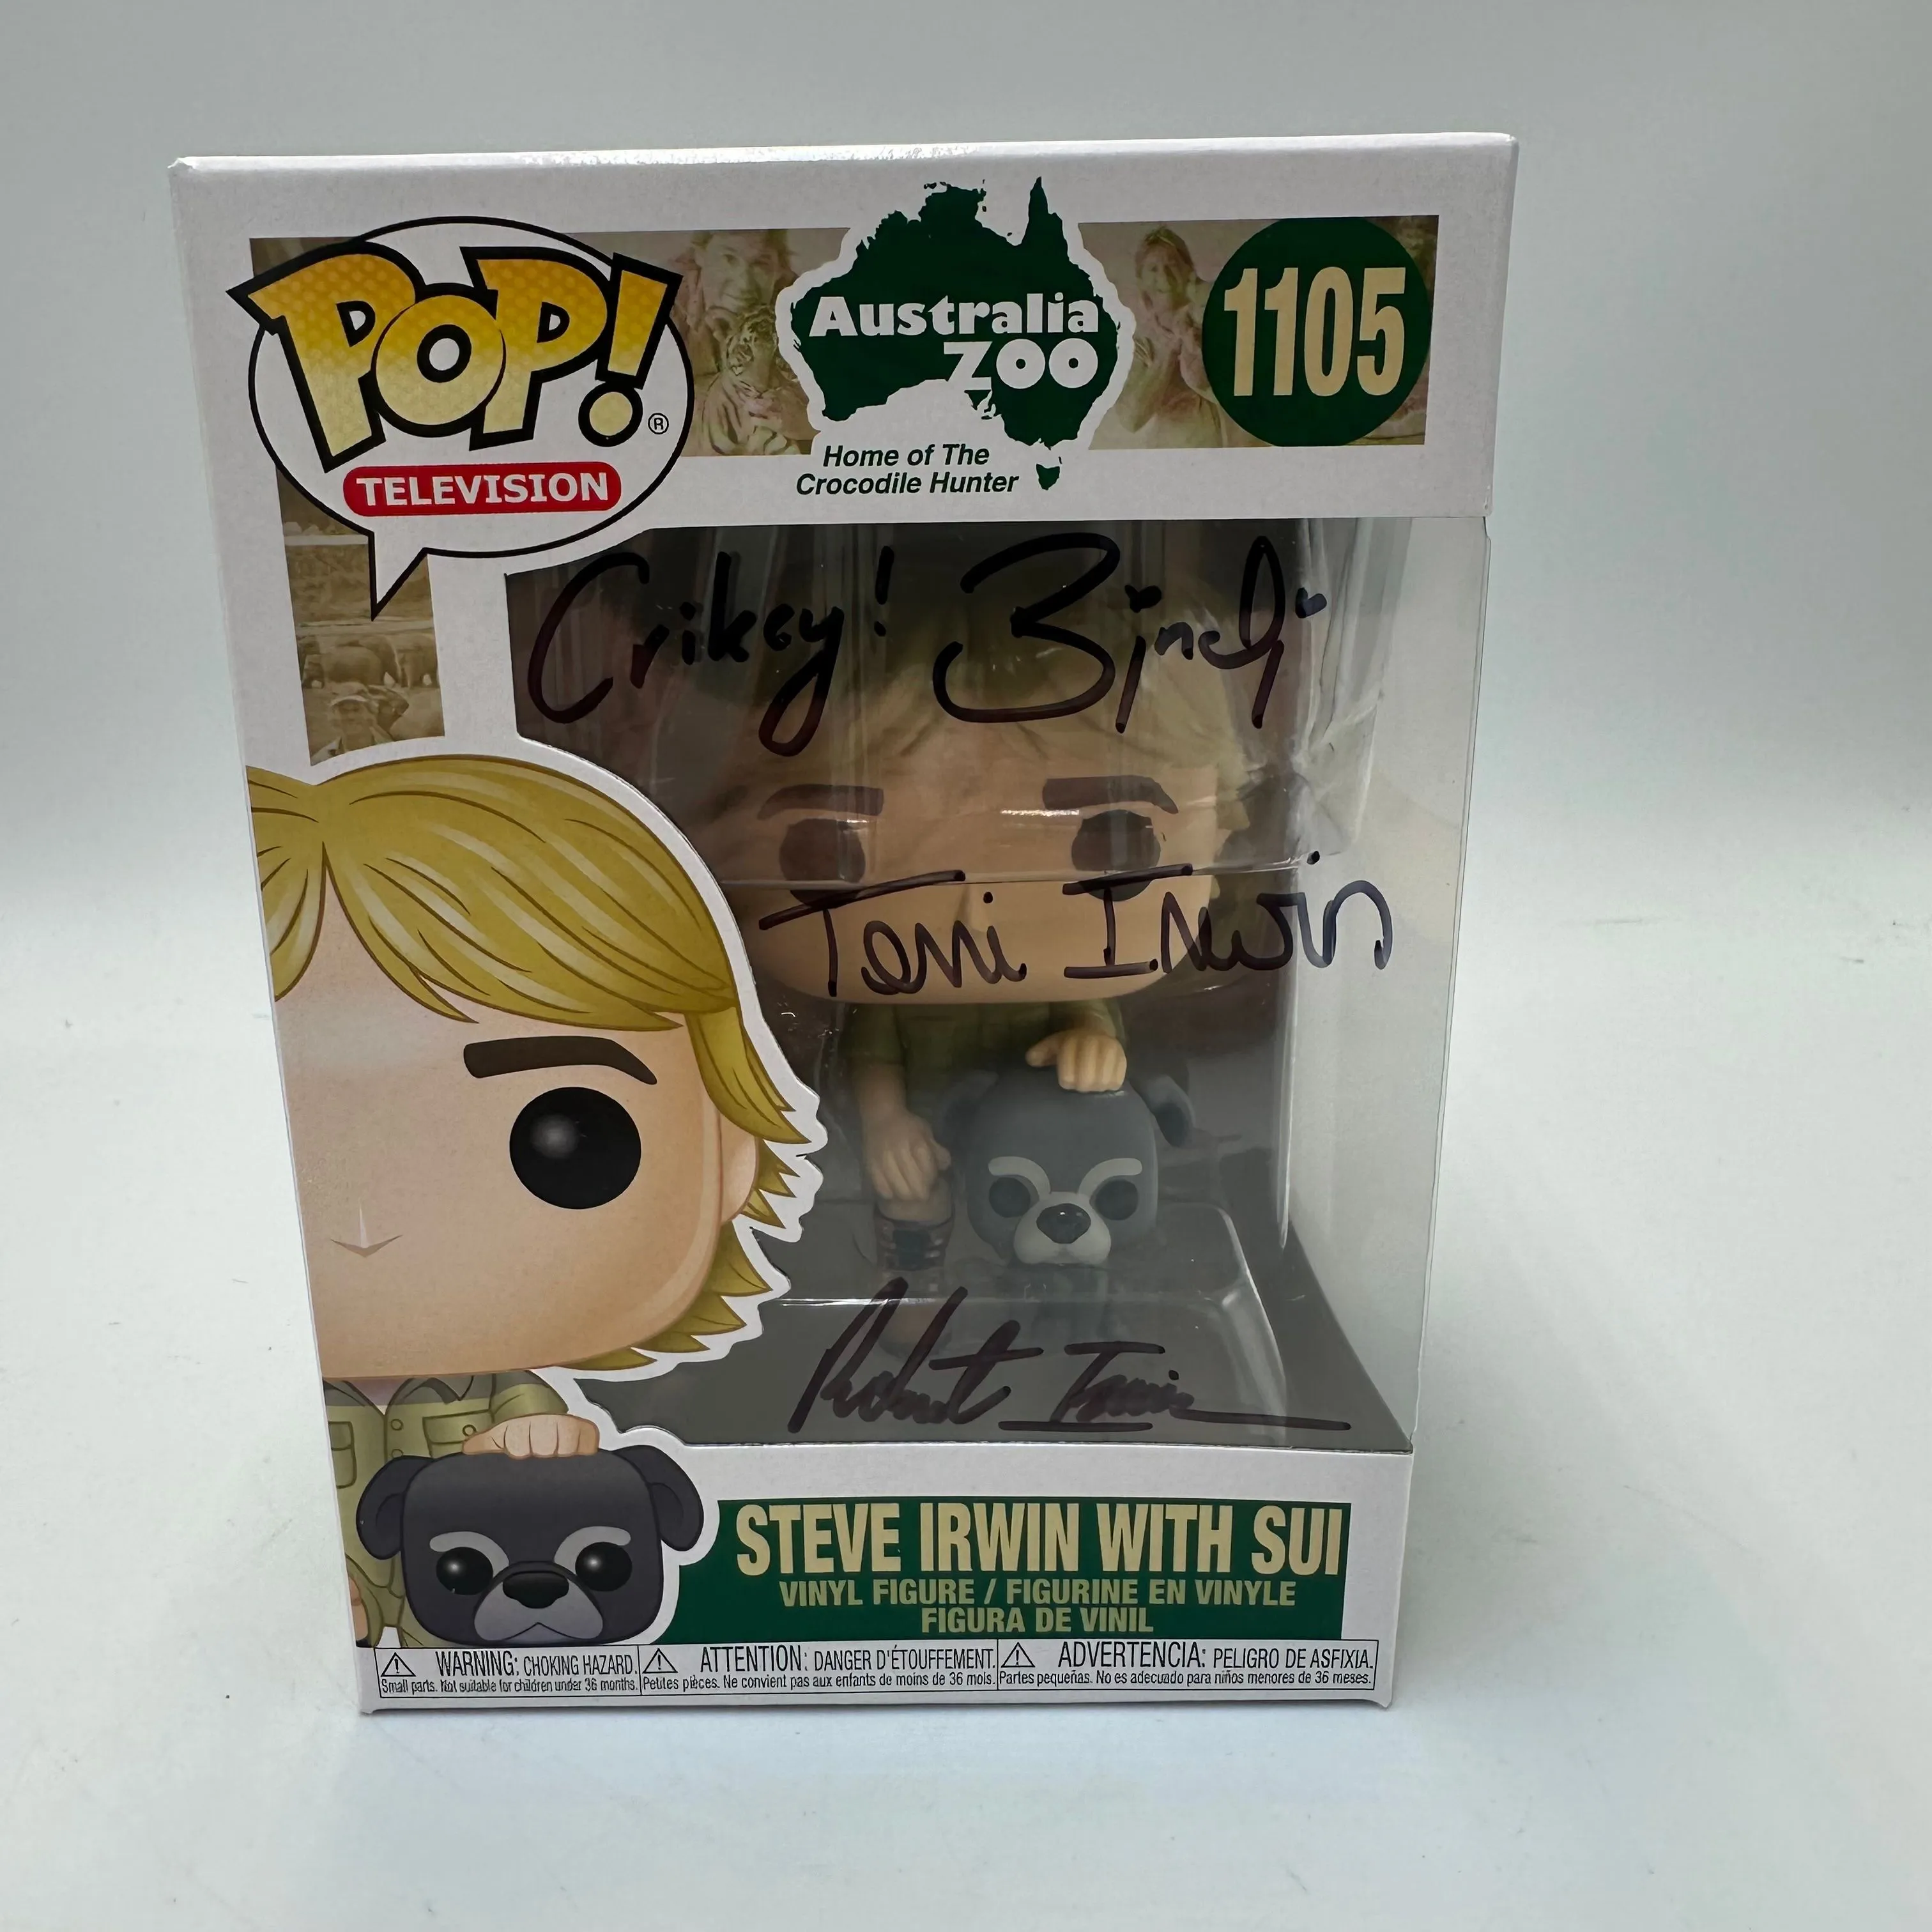 POP!®
TELEVISION
Australia
ZOO
Home of The
Crocodile Hunter
1105
Crikey! Bindi
Terri Irwin
Robert Irwin
STEVE IRWIN WITH SUI
VINYL FIGURE / FIGURINE EN VINYLE
FIGURA DE VINIL
WARNING: CHOKING HAZARD.
Small parts. Not suitable for children under 36 months.
ATTENTION: DANGER D'ÉTOUFFEMENT.
Petites pièces. Ne convient pas aux enfants de moins de 36 mois.
ADVERTENCIA: PELIGRO DE ASFIXIA.
Partes pequeñas. No es adecuado para niños menores de 36 meses.